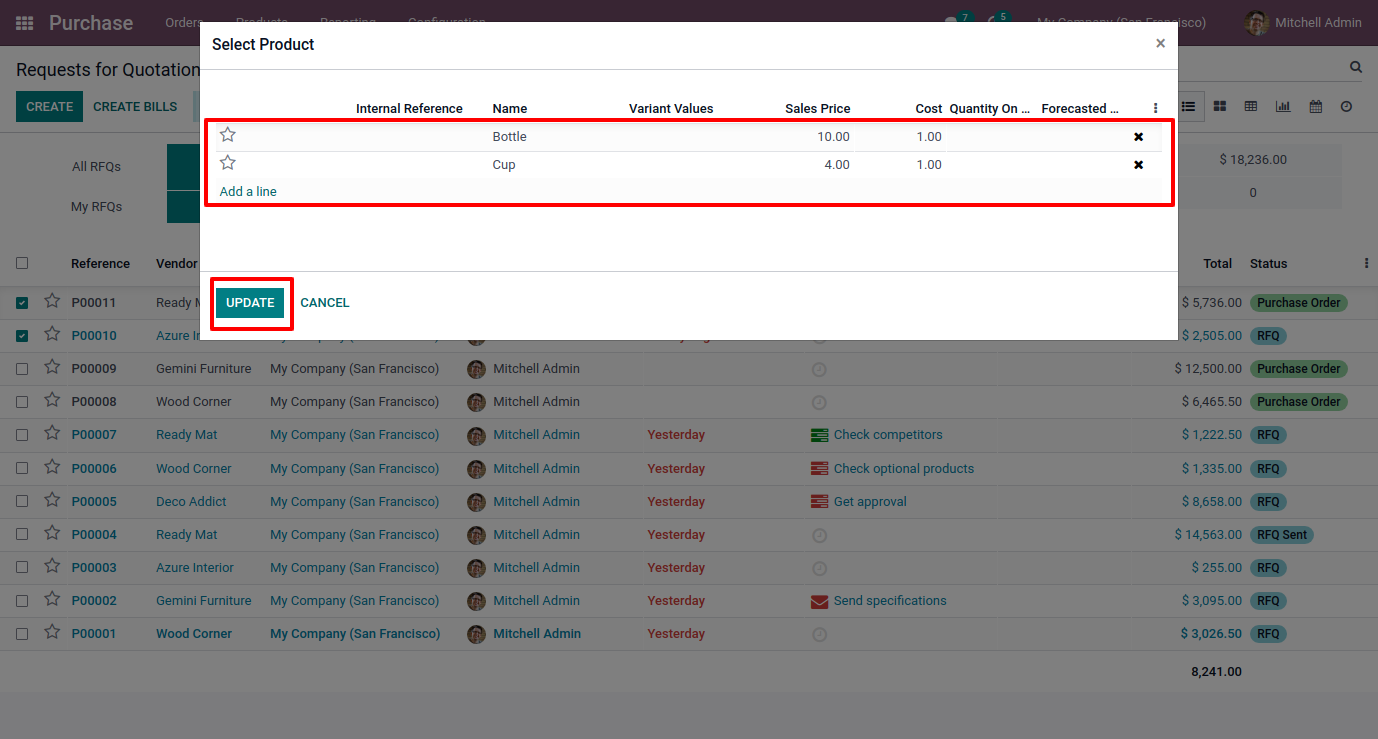 Purchase Orders Products Reporting Configuration 7 5 My Company (San Francisco) Mitchell Admin
Select Product ×
Requests for Quotation
CREATE CREATE BILLS
Internal Reference Name Variant Values Sales Price Cost Quantity On ... Forecasted ...
Bottle 10.00 1.00
Cup 4.00 1.00
Add a line
All RFQs $ 18,236.00
My RFQs 0
UPDATE CANCEL
Reference Vendor Total Status
P00011 Ready $ 5,736.00 Purchase Order
P00010 Azure $ 2,505.00 RFQ
P00009 Gemini Furniture My Company (San Francisco) Mitchell Admin $ 12,500.00 Purchase Order
P00008 Wood Corner My Company (San Francisco) Mitchell Admin $ 6,465.50 Purchase Order
P00007 Ready Mat My Company (San Francisco) Mitchell Admin Yesterday Check competitors $ 1,222.50 RFQ
P00006 Wood Corner My Company (San Francisco) Mitchell Admin Yesterday Check optional products $ 1,335.00 RFQ
P00005 Deco Addict My Company (San Francisco) Mitchell Admin Yesterday Get approval $ 8,658.00 RFQ
P00004 Ready Mat My Company (San Francisco) Mitchell Admin Yesterday $ 14,563.00 RFQ Sent
P00003 Azure Interior My Company (San Francisco) Mitchell Admin Yesterday $ 255.00 RFQ
P00002 Gemini Furniture My Company (San Francisco) Mitchell Admin Yesterday Send specifications $ 3,095.00 RFQ
P00001 Wood Corner My Company (San Francisco) Mitchell Admin Yesterday $ 3,026.50 RFQ
8,241.00